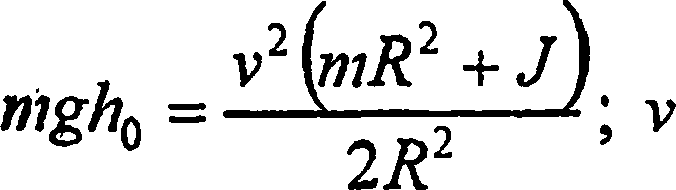 mgh₀ = v²(mR² + J) / 2R² ; v